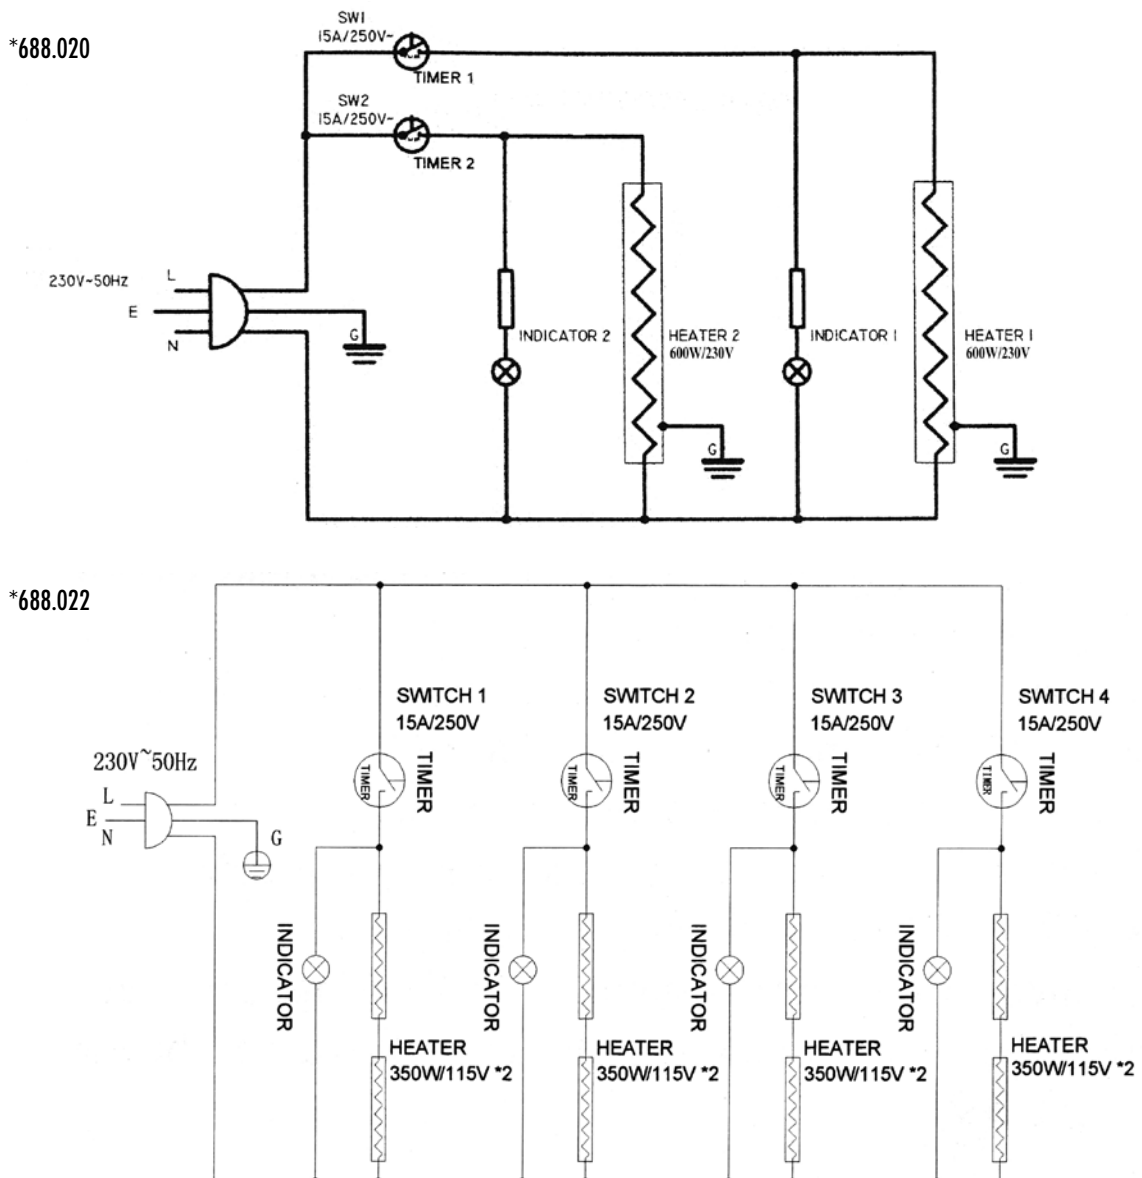 *688.020
SW1
15A/250V~
TIMER 1
SW2
15A/250V~
TIMER 2
230V~50HZ
L
E
N
G
INDICATOR 2
HEATER 2
600W/230V
G
INDICATOR 1
HEATER 1
600W/230V
G
*688.022
230V~50Hz
L
E
N
G
SWITCH 1
15A/250V
TIMER
TIMER
INDICATOR
HEATER
350W/115V *2
SWITCH 2
15A/250V
TIMER
TIMER
INDICATOR
HEATER
350W/115V *2
SWITCH 3
15A/250V
TIMER
TIMER
INDICATOR
HEATER
350W/115V *2
SWITCH 4
15A/250V
TIMER
TIMER
INDICATOR
HEATER
350W/115V *2